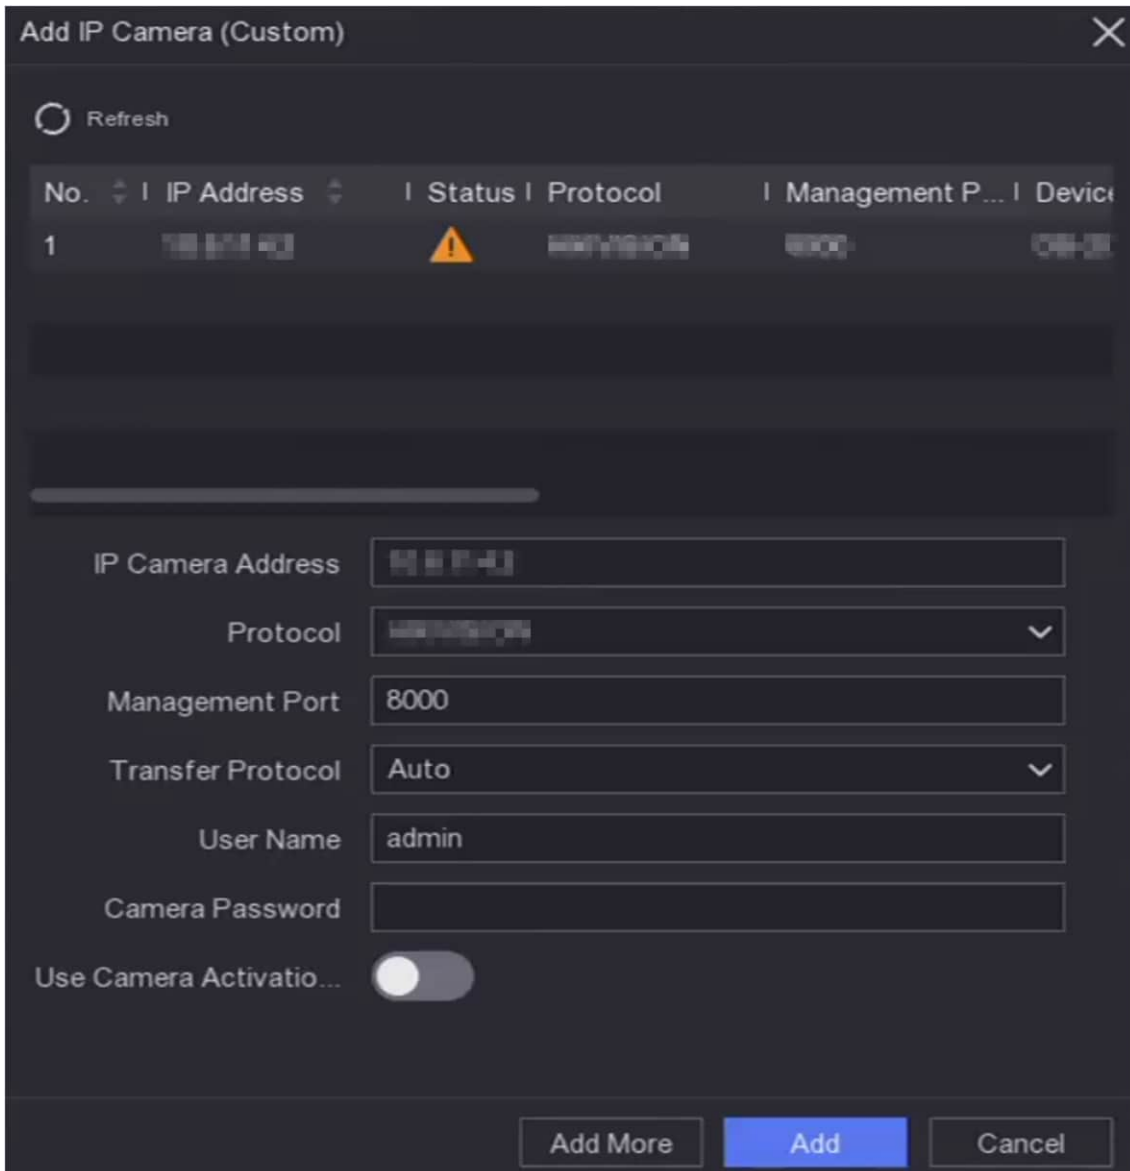 Add IP Camera (Custom)
Refresh
No. IP Address Status Protocol Management P... Device
1
IP Camera Address
Protocol
Management Port 8000
Transfer Protocol Auto
User Name admin
Camera Password
Use Camera Activatio...
Add More Add Cancel